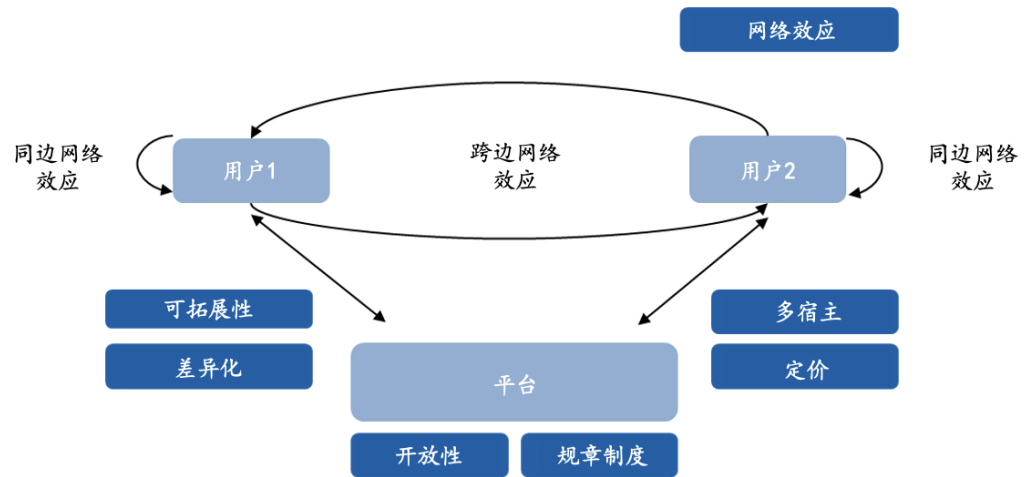 网络效应
同边网络
效应
用户1
跨边网络
效应
用户2
同边网络
效应
可拓展性
多宿主
差异化
定价
平台
开放性
规章制度